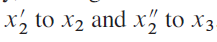 x′₂ to x₂ and x″₂ to x₃